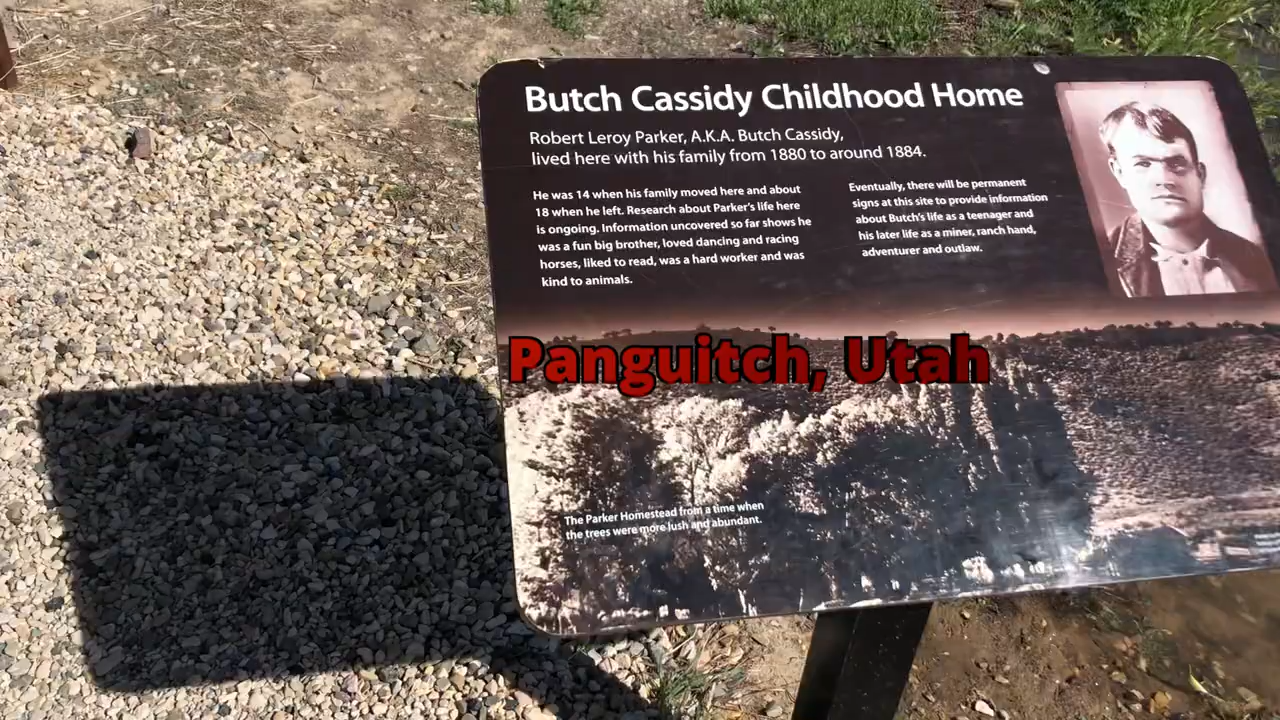 Butch Cassidy Childhood Home
Robert Leroy Parker, A.K.A. Butch Cassidy,
lived here with his family from 1880 to around 1884.
He was 14 when his family moved here and about
18 when he left. Research about Parker's life here
is ongoing. Information uncovered so far shows he
was a fun big brother, loved dancing and racing
horses, liked to read, was a hard worker and was
kind to animals.
Eventually, there will be permanent
signs at this site to provide information
about Butch's life as a teenager and
his later life as a miner, ranch hand,
adventurer and outlaw.
Panguitch, Utah
The Parker Homestead from a time when
the trees were more lush and abundant.